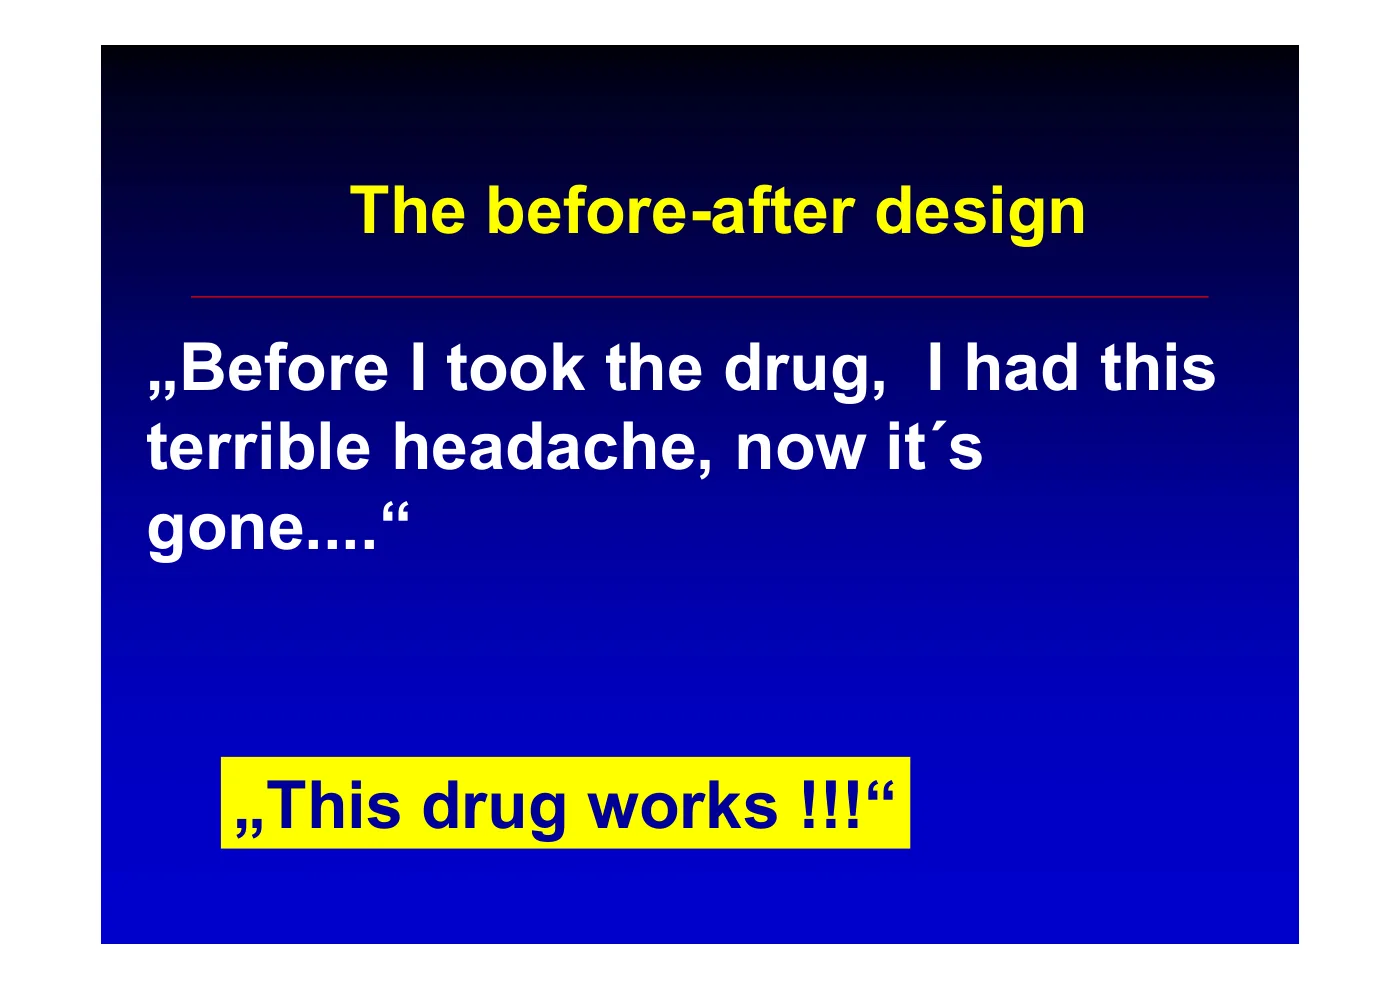 The before-after design
„Before I took the drug,  I had this
terrible headache, now it´s
gone....“
„This drug works !!!“